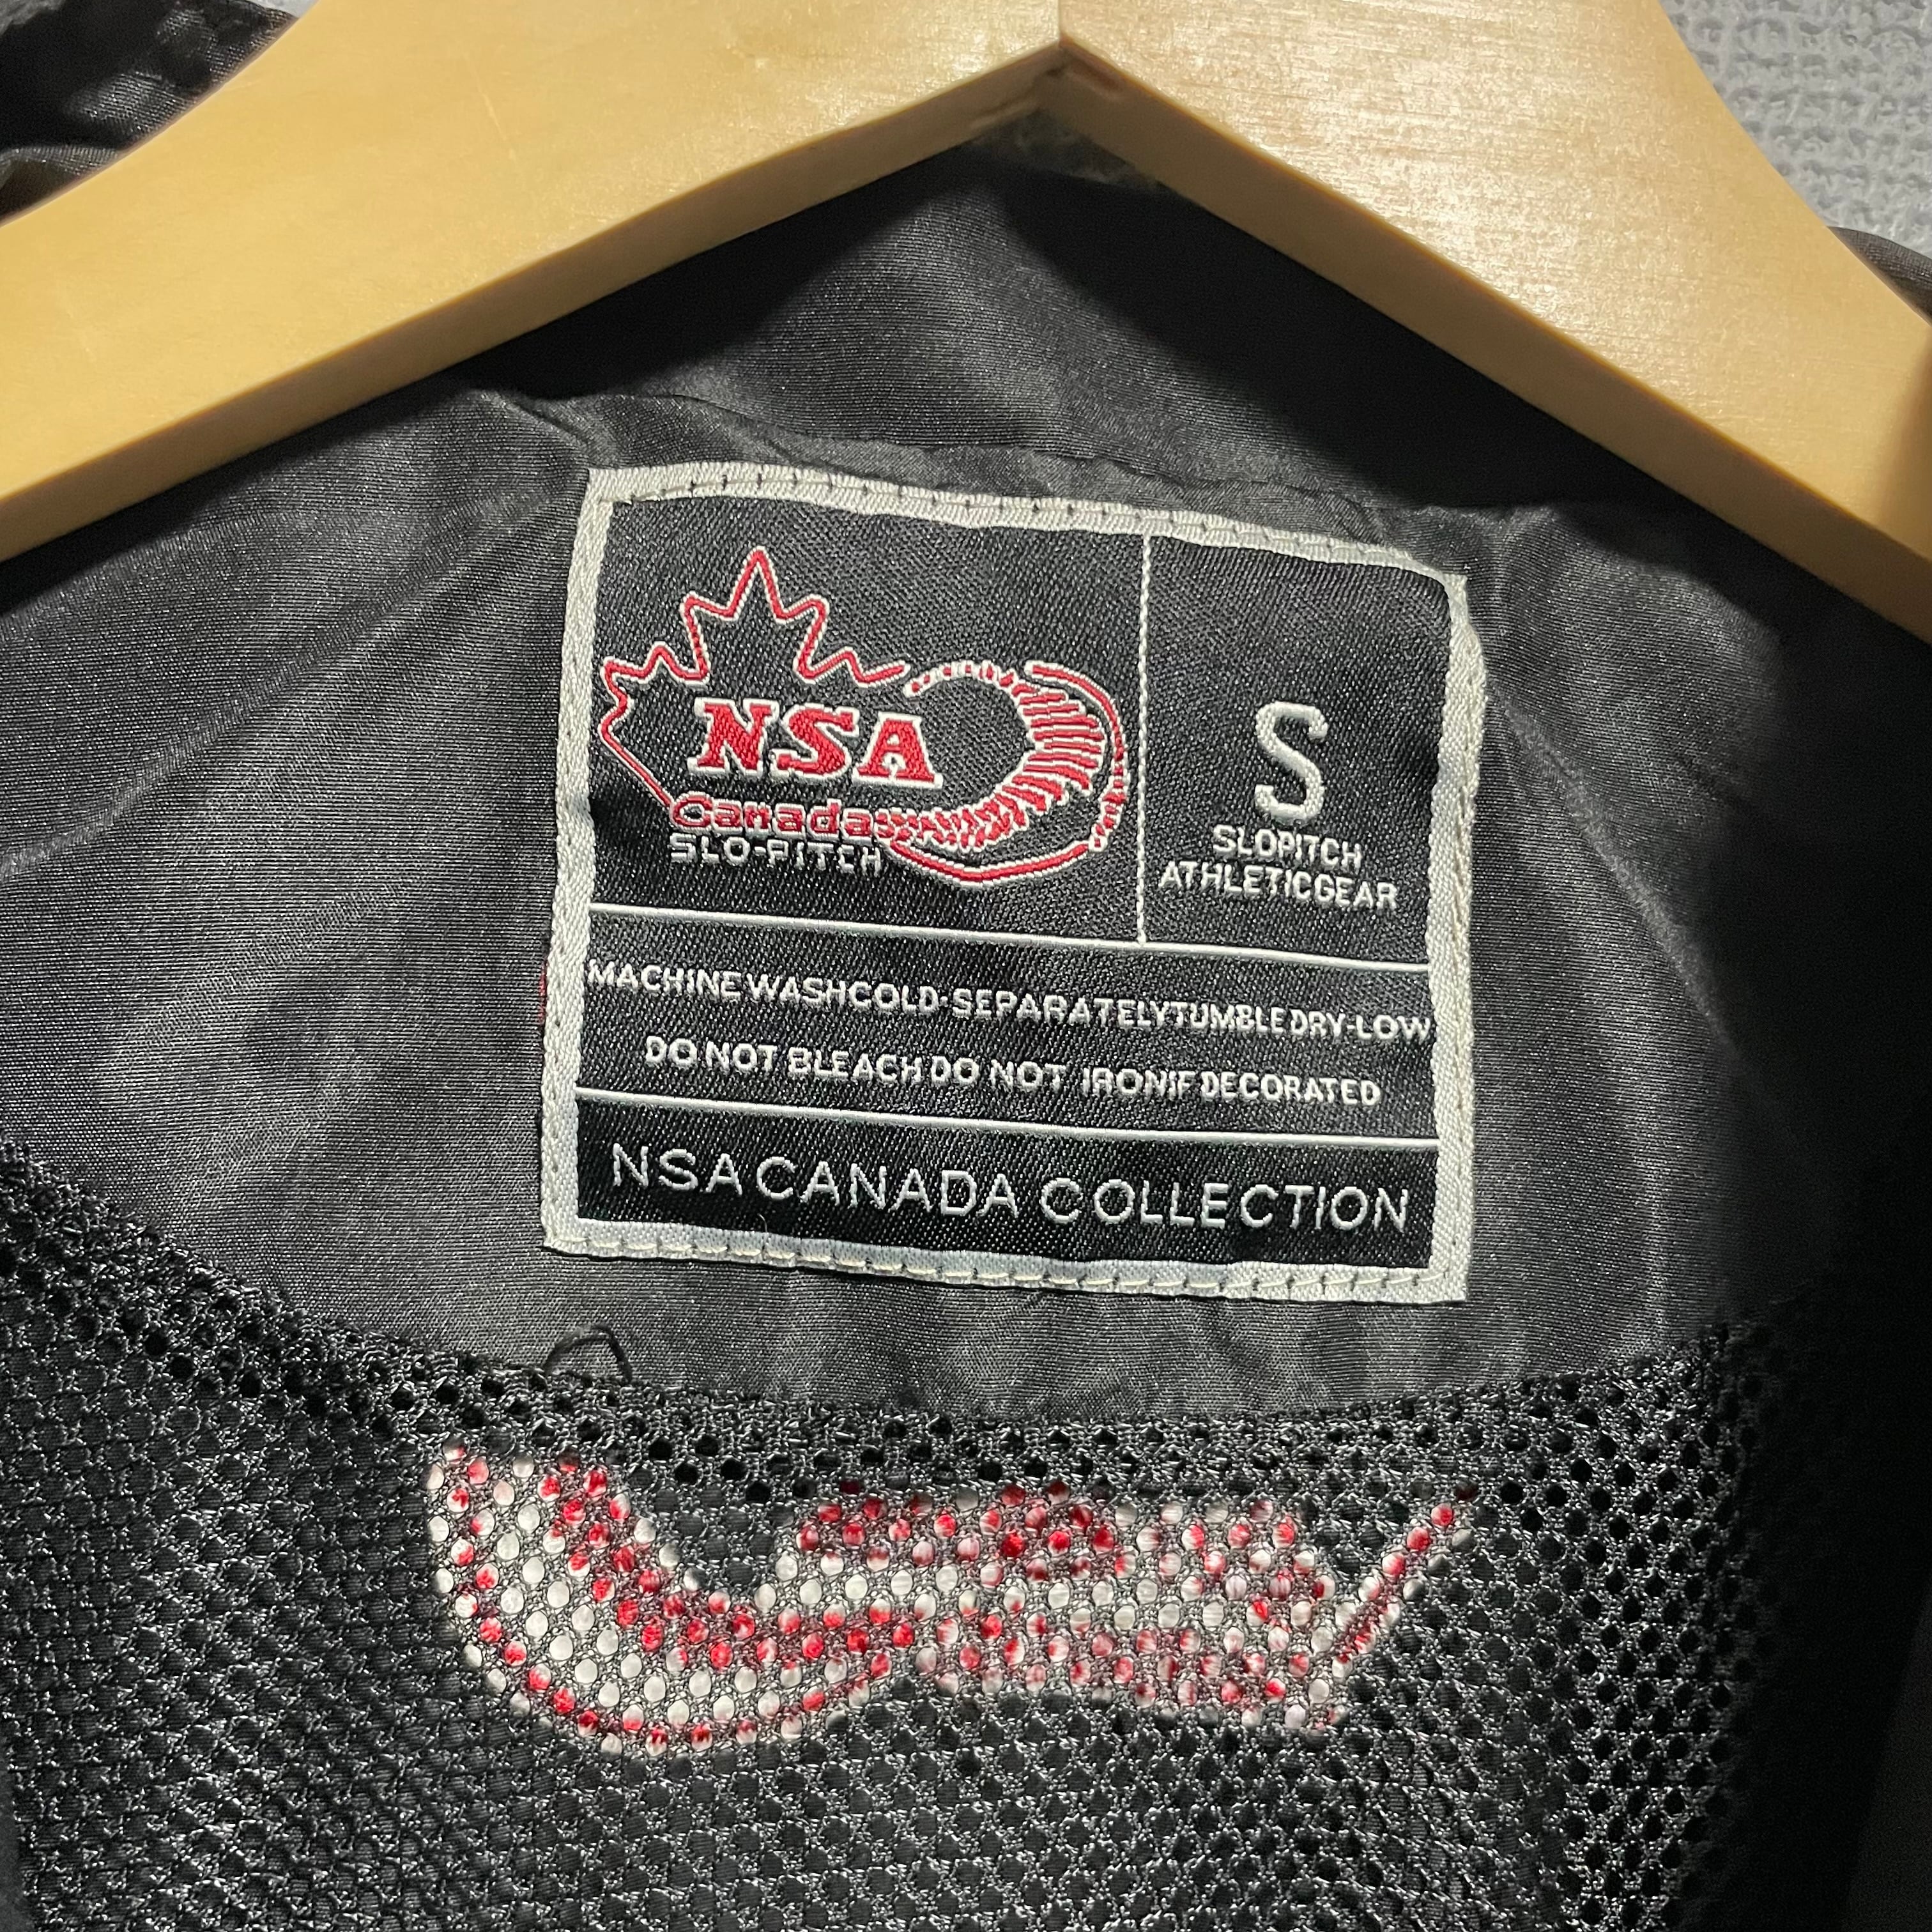 NSA
Canada
SLO-PITCH
S
SLOPITCH
ATHLETICGEAR
MACHINE WASHCOLD-SEPARATELYTUMBLE DRY-LOW
DO NOT BLEACH DO NOT IRONIF DECORATED
NSA CANADA COLLECTION